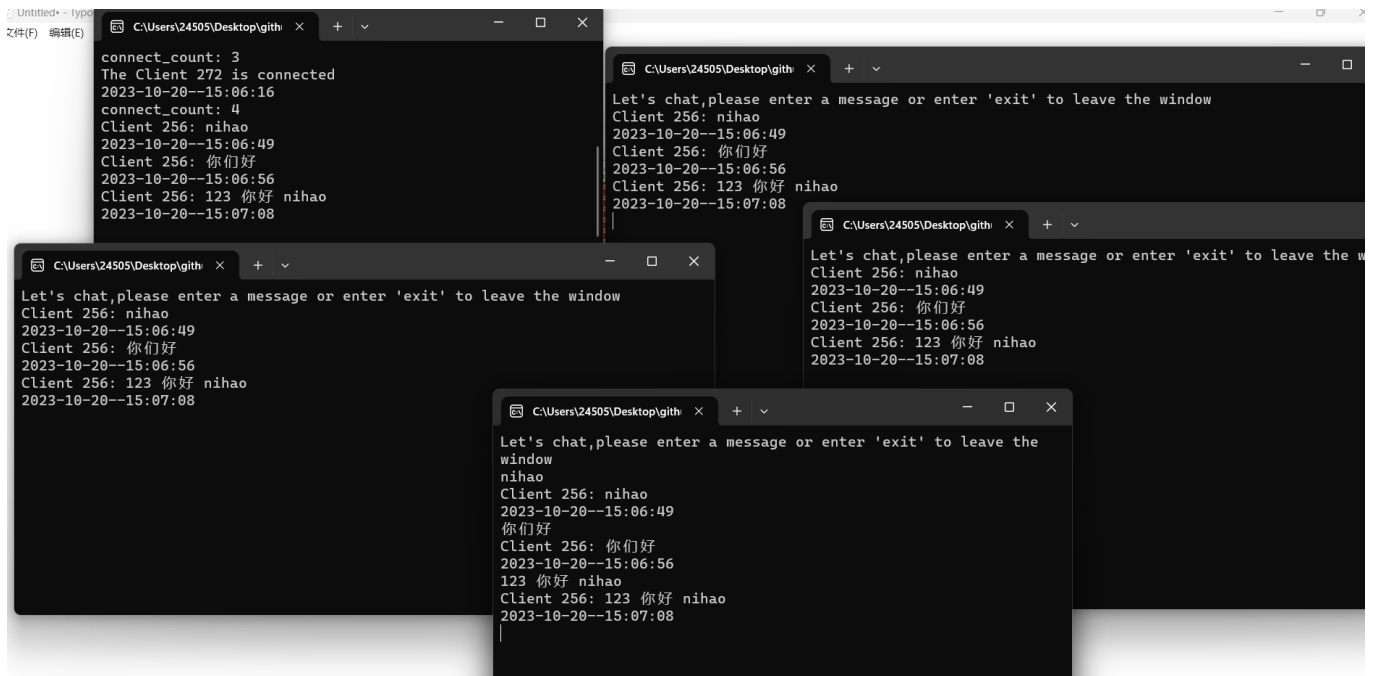 Untitled• - Typo
文件(F) 编辑(E)
C:\Users\24505\Desktop\gith
connect_count: 3
The Client 272 is connected
2023-10-20--15:06:16
connect_count: 4
Client 256: nihao
2023-10-20--15:06:49
Client 256: 你们好
2023-10-20--15:06:56
Client 256: 123 你好 nihao
2023-10-20--15:07:08
C:\Users\24505\Desktop\gith
Let's chat,please enter a message or enter 'exit' to leave the window
Client 256: nihao
2023-10-20--15:06:49
Client 256: 你们好
2023-10-20--15:06:56
Client 256: 123 你好 nihao
2023-10-20--15:07:08
C:\Users\24505\Desktop\gith
Let's chat,please enter a message or enter 'exit' to leave the w
Client 256: nihao
2023-10-20--15:06:49
Client 256: 你们好
2023-10-20--15:06:56
Client 256: 123 你好 nihao
2023-10-20--15:07:08
C:\Users\24505\Desktop\gith
Let's chat,please enter a message or enter 'exit' to leave the window
Client 256: nihao
2023-10-20--15:06:49
Client 256: 你们好
2023-10-20--15:06:56
Client 256: 123 你好 nihao
2023-10-20--15:07:08
C:\Users\24505\Desktop\gith
Let's chat,please enter a message or enter 'exit' to leave the
window
nihao
Client 256: nihao
2023-10-20--15:06:49
你们好
Client 256: 你们好
2023-10-20--15:06:56
123 你好 nihao
Client 256: 123 你好 nihao
2023-10-20--15:07:08